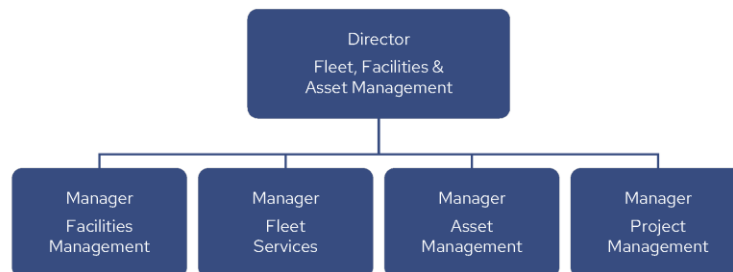 Director
Fleet, Facilities &
Asset Management
Manager
Facilities
Management
Manager
Fleet
Services
Manager
Asset
Management
Manager
Project
Management